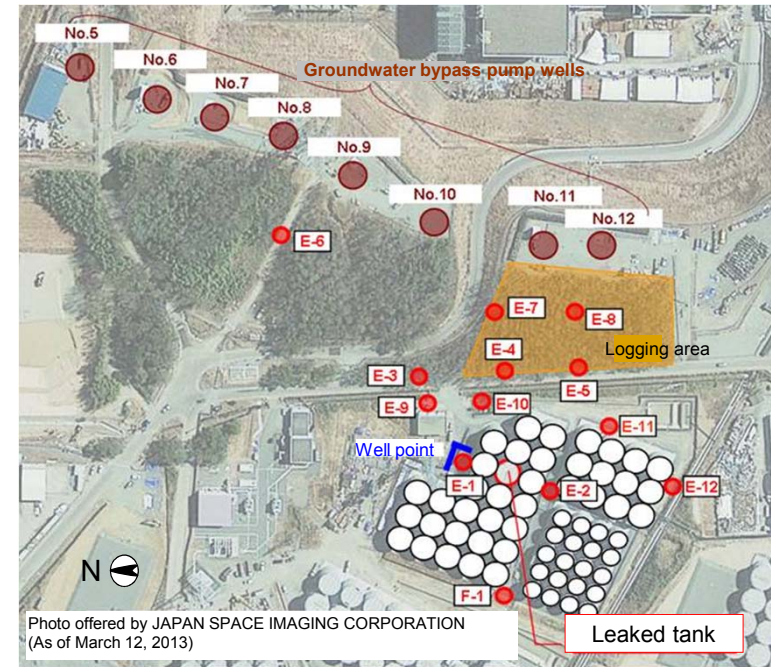 No.5
No.6
No.7
Groundwater bypass pump wells
No.8
No.9
No.10
No.11
No.12
E-6
E-7
E-8
E-4
Logging area
E-3
E-5
E-9
E-10
E-11
Well point
E-1
E-2
E-12
N
F-1
Photo offered by JAPAN SPACE IMAGING CORPORATION
(As of March 12, 2013)
Leaked tank